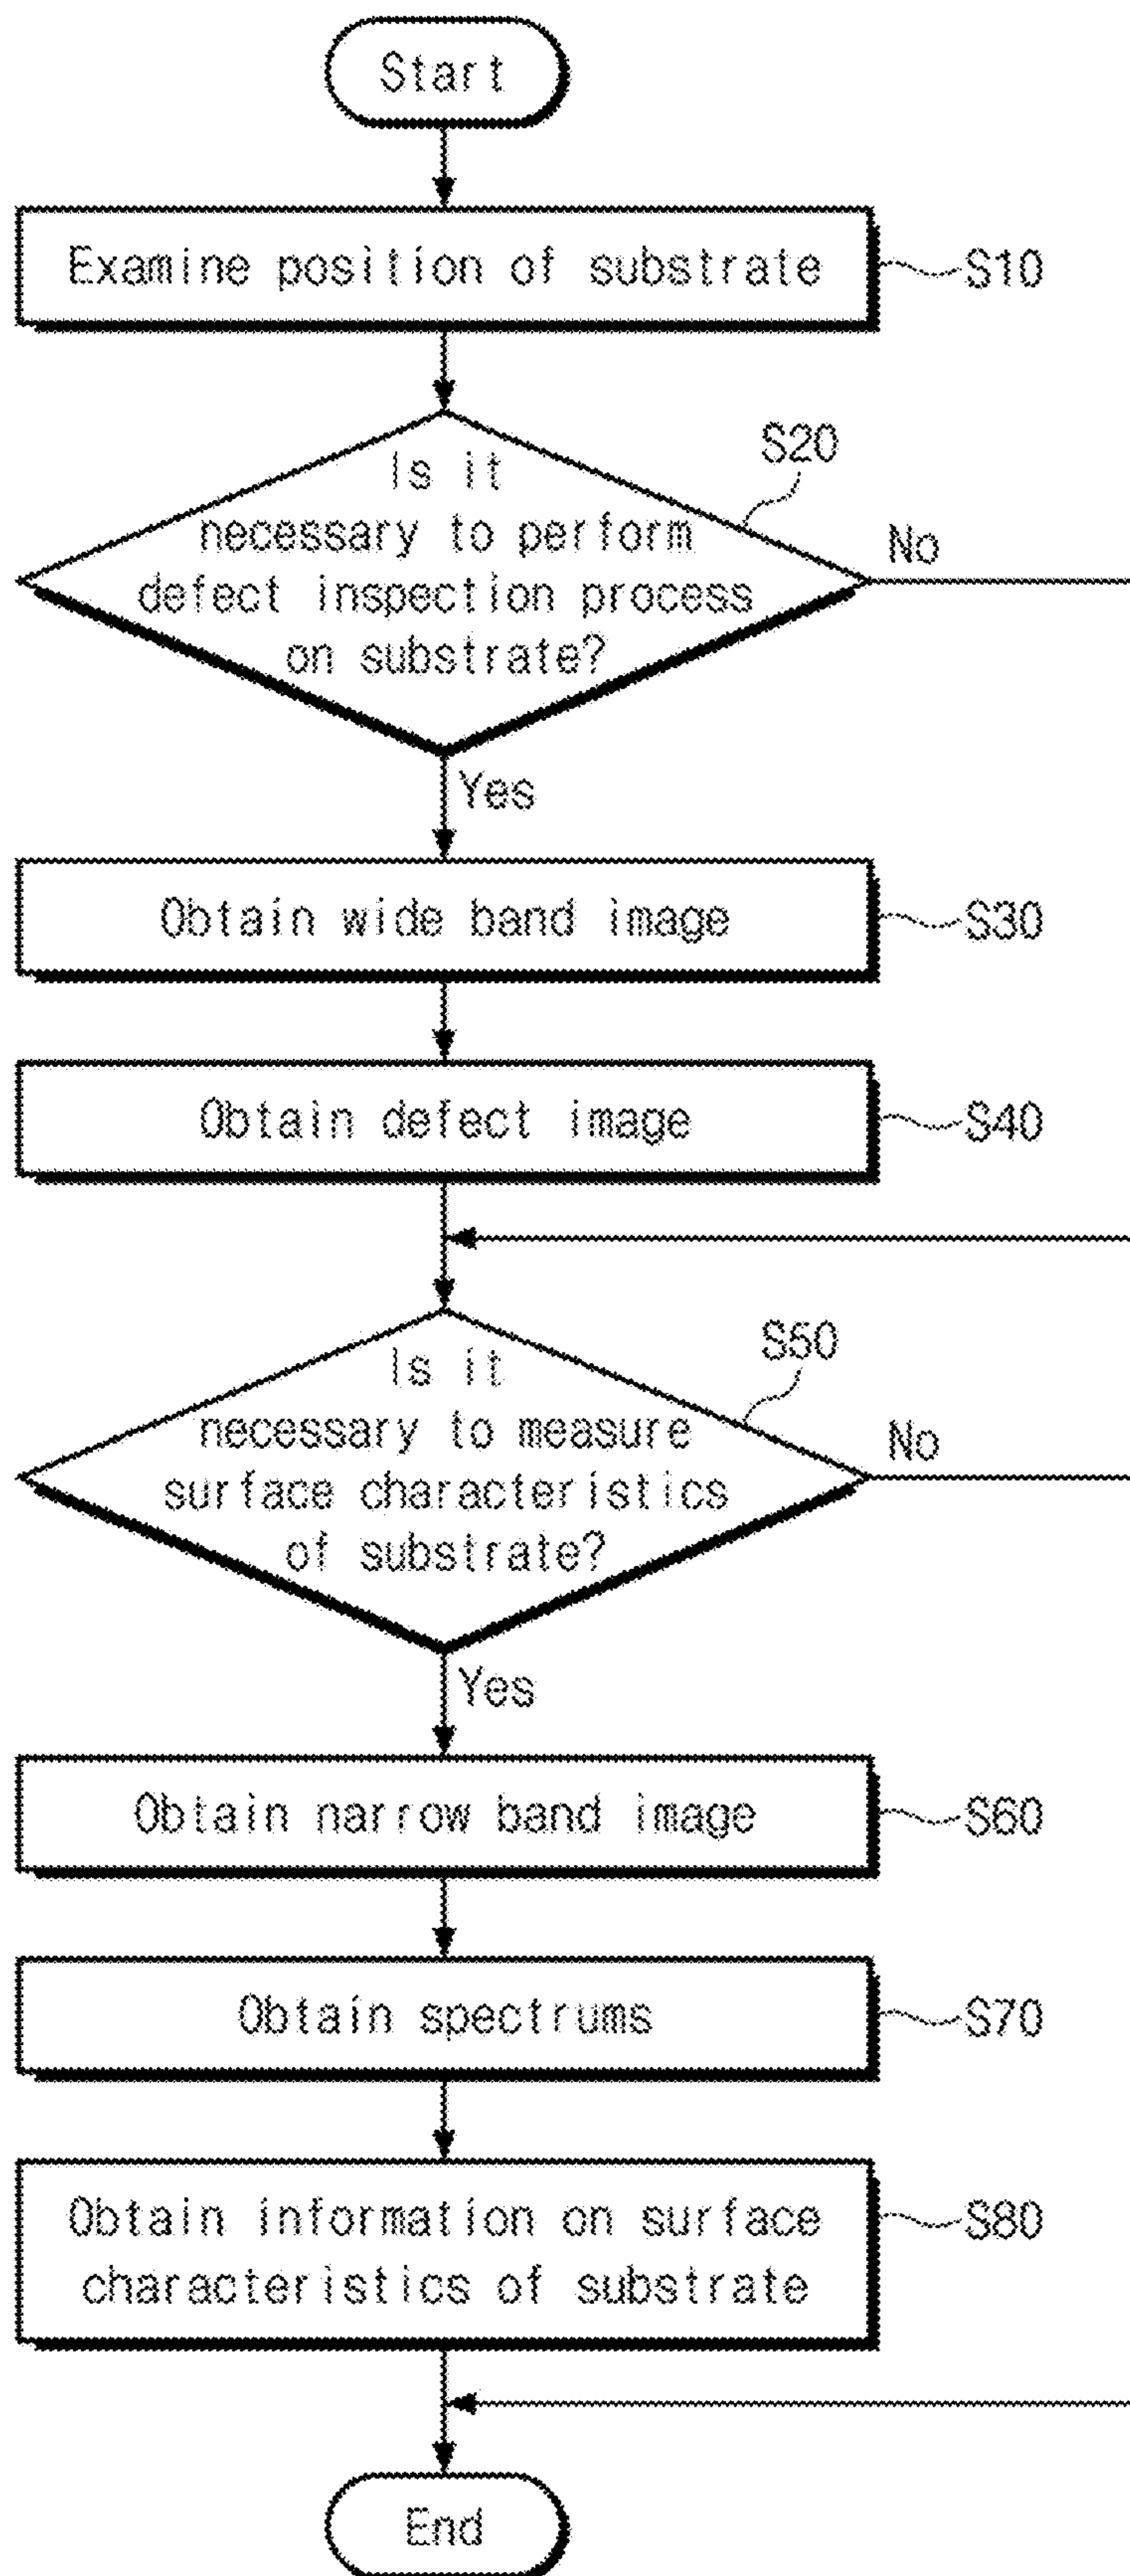 Start
Examine position of substrate
S10
S20
Is it
necessary to perform
defect inspection process
on substrate?
No
Yes
Obtain wide band image
S30
Obtain defect image
S40
S50
Is it
necessary to measure
surface characteristics
of substrate?
No
Yes
Obtain narrow band image
S60
Obtain spectrums
S70
Obtain information on surface
characteristics of substrate
S80
End